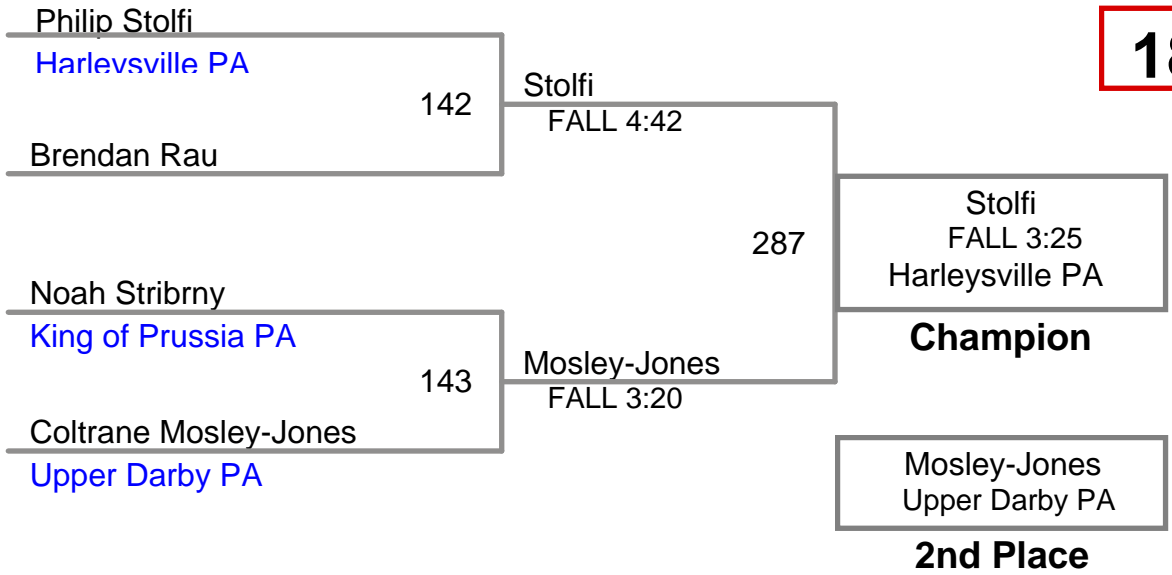 Philip Stolfi
Harleysville PA
142
Brendan Rau
Stolfi
FALL 4:42
Noah Stribrny
King of Prussia PA
143
Coltrane Mosley-Jones
Upper Darby PA
Mosley-Jones
FALL 3:20
287
18
Stolfi
FALL 3:25
Harleysville PA
Champion
Mosley-Jones
Upper Darby PA
2nd Place